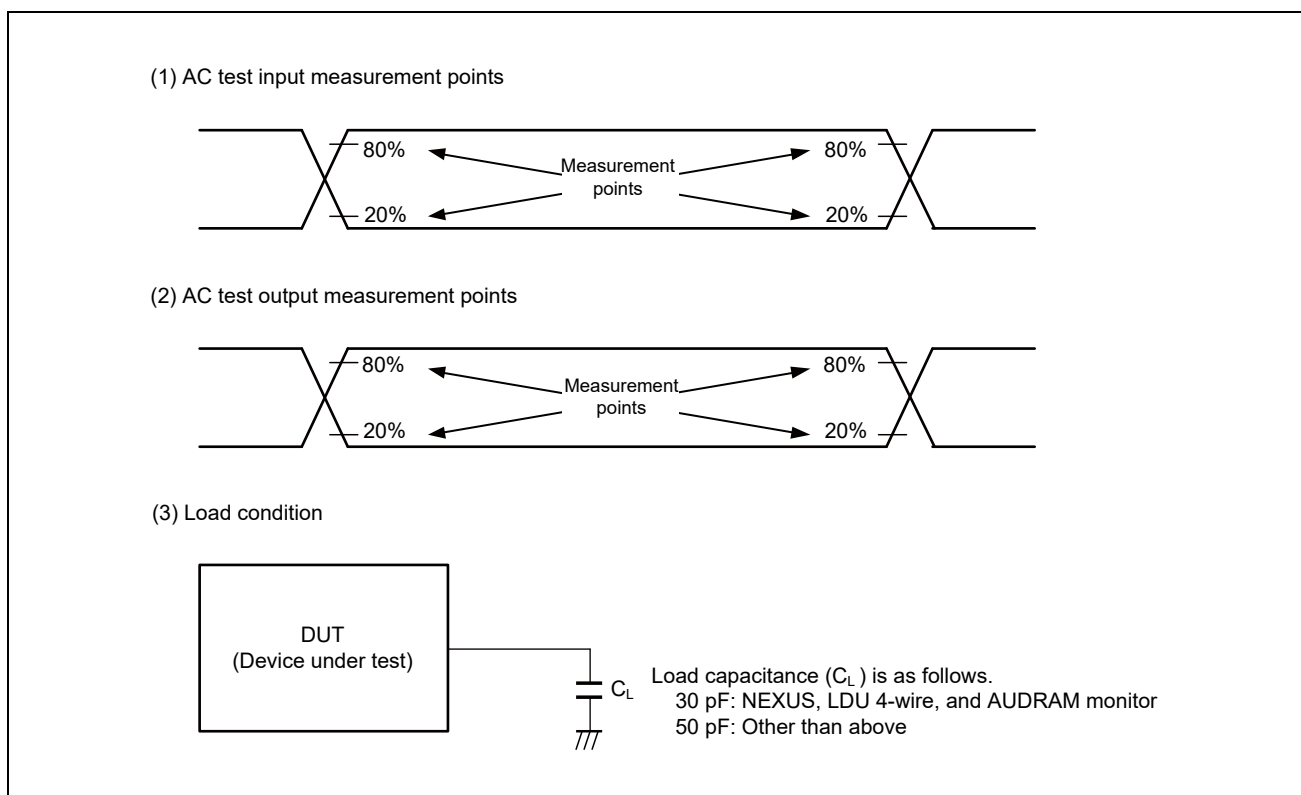 (1) AC test input measurement points
80%
80%
Measurement
points
20%
20%
(2) AC test output measurement points
80%
80%
Measurement
points
20%
20%
(3) Load condition
DUT
(Device under test)
CL
Load capacitance (CL ) is as follows.
30 pF: NEXUS, LDU 4-wire, and AUDRAM monitor
50 pF: Other than above